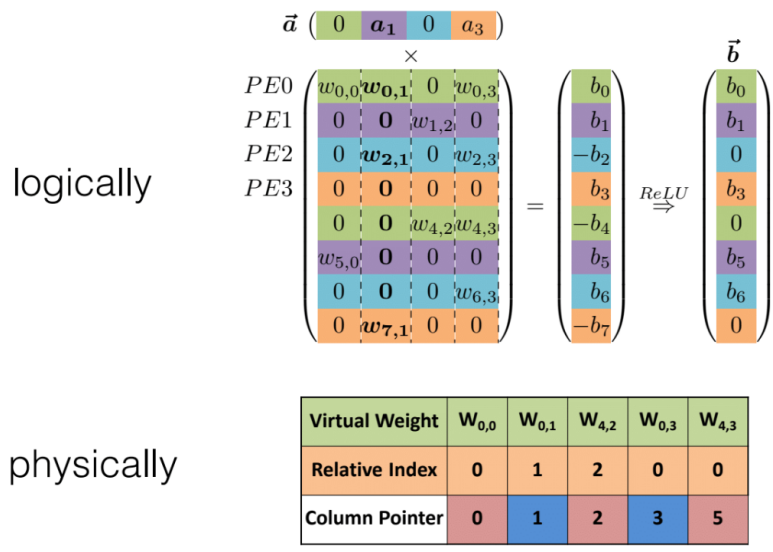 a⃗ ( 0 a₁ 0 a₃ )
×
b⃗
PE0 w₀,₀ w₀,₁ 0 w₀,₃ b₀ b₀
PE1 0 0 w₁,₂ 0 b₁ b₁
PE2 0 w₂,₁ 0 w₂,₃ −b₂ 0
PE3 0 0 0 0 b₃ b₃
= ReLU ⇒
0 0 w₄,₂ w₄,₃ −b₄ 0
w₅,₀ 0 0 0 b₅ b₅
0 0 0 w₆,₃ b₆ b₆
0 w₇,₁ 0 0 −b₇ 0
logically
physically
Virtual Weight W₀,₀ W₀,₁ W₄,₂ W₀,₃ W₄,₃
Relative Index 0 1 2 0 0
Column Pointer 0 1 2 3 5